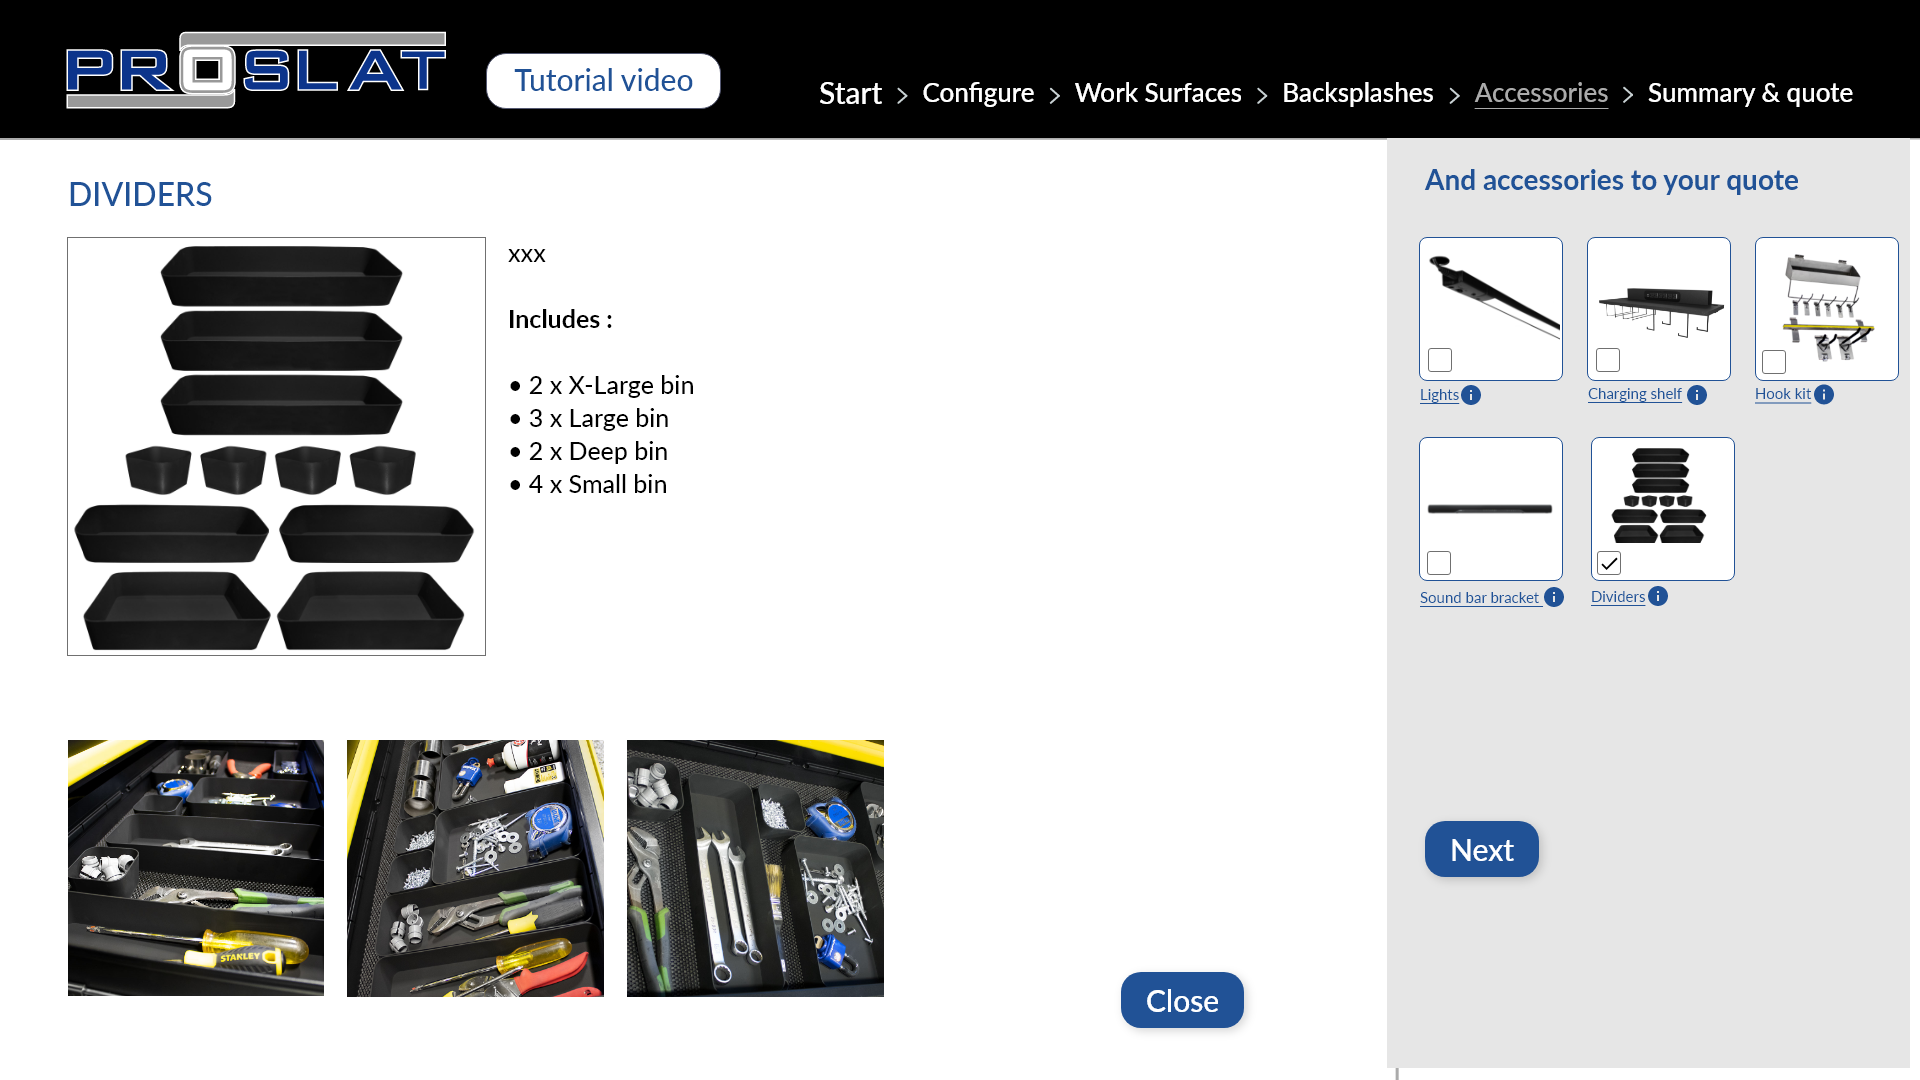 PROSLAT
Tutorial video
Start > Configure > Work Surfaces > Backsplashes > Accessories > Summary & quote
DIVIDERS
xxx
Includes :
• 2 x X-Large bin
• 3 x Large bin
• 2 x Deep bin
• 4 x Small bin
STANLEY
Close
And accessories to your quote
Lights
Charging shelf
Hook kit
Sound bar bracket
Dividers
Next